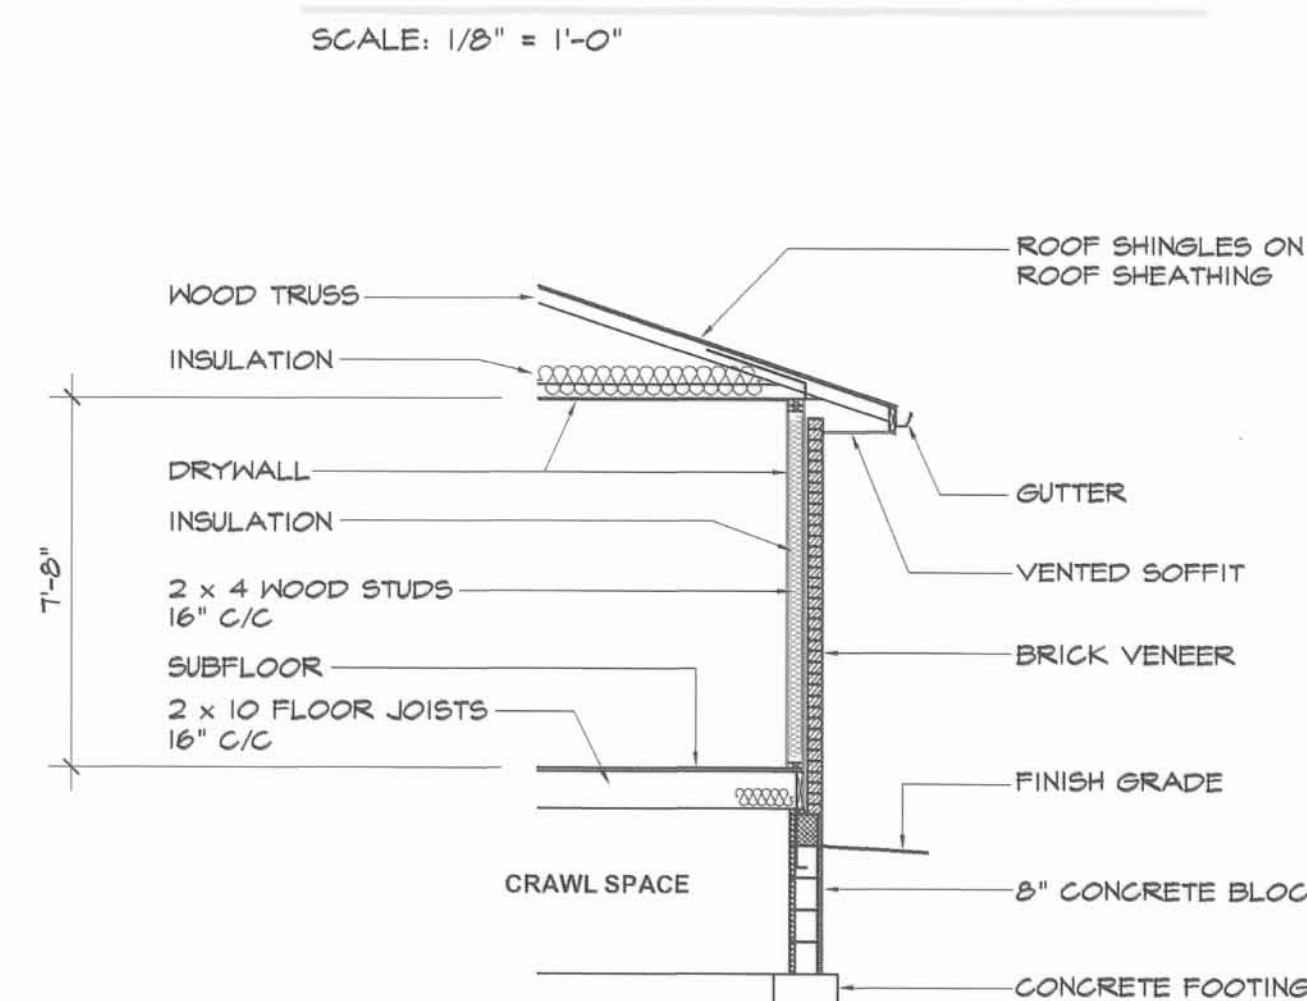 SCALE: 1/8" = 1'-0"
ROOF SHINGLES ON
ROOF SHEATHING
WOOD TRUSS
INSULATION
DRYWALL
GUTTER
INSULATION
VENTED SOFFIT
7'-8"
2 x 4 WOOD STUDS
16" C/C
BRICK VENEER
SUBFLOOR
2 x 10 FLOOR JOISTS
16" C/C
FINISH GRADE
CRAWL SPACE
8" CONCRETE BLOC
CONCRETE FOOTING